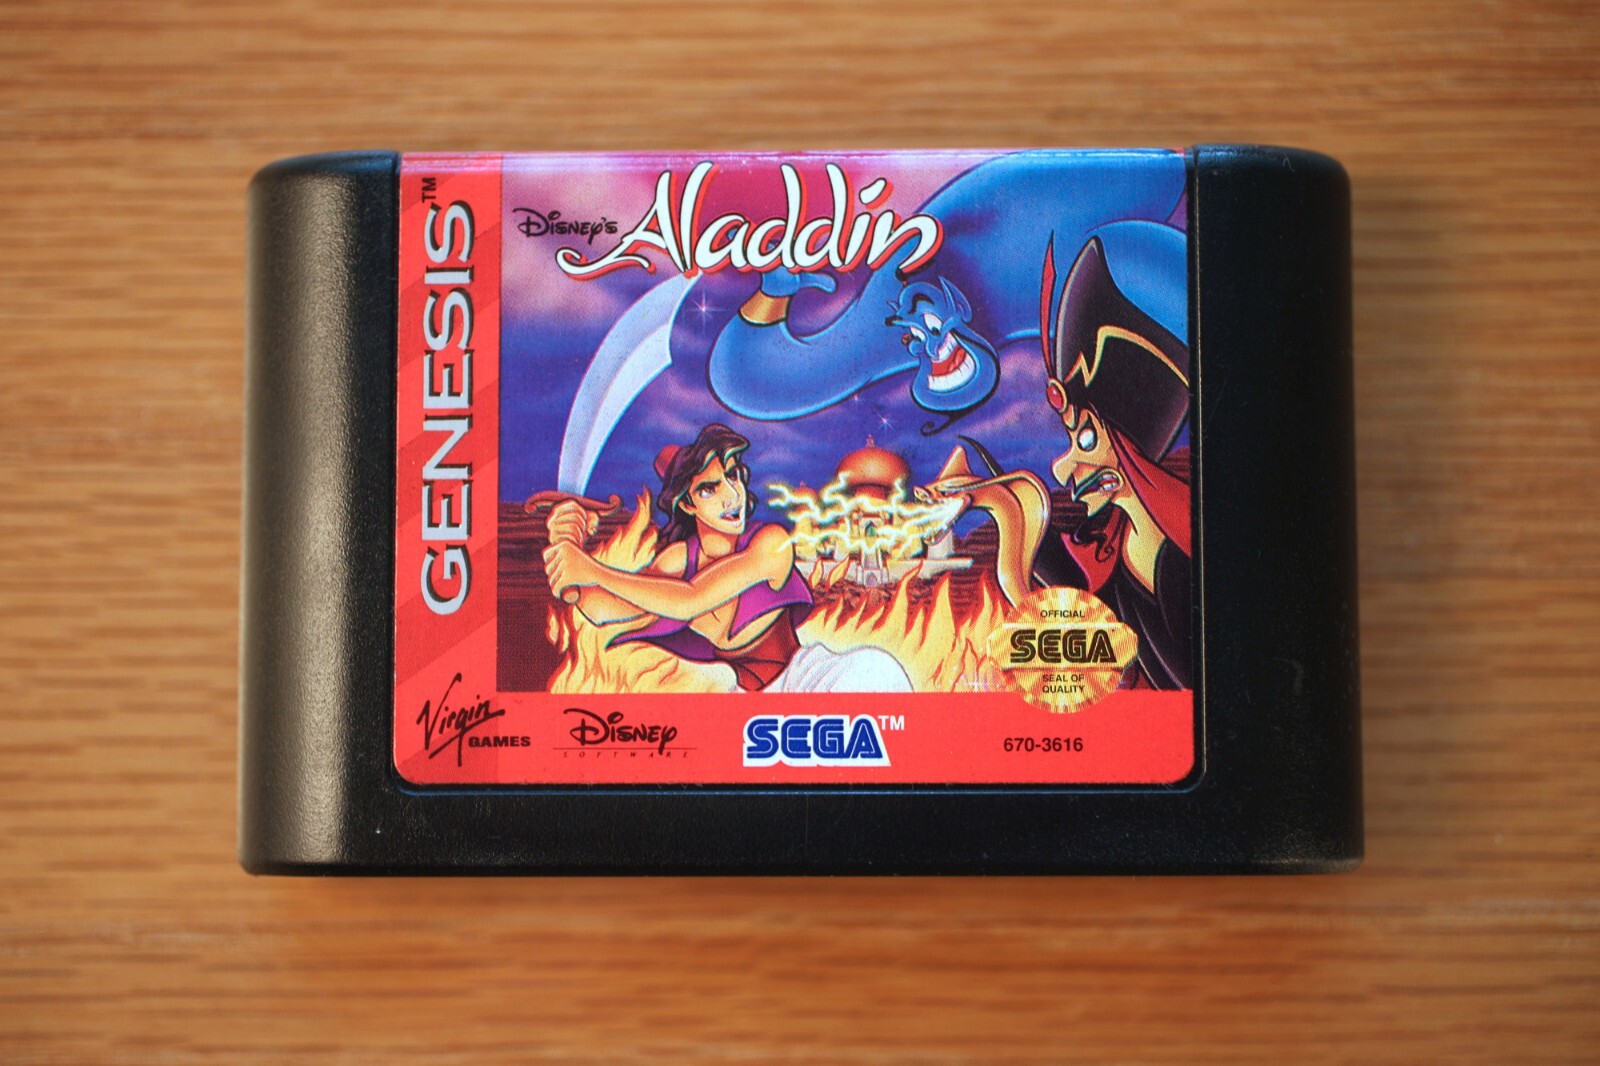 GENESIS™
Disney's Aladdin
OFFICIAL
SEGA
SEAL OF
QUALITY
Virgin GAMES
Disney
SOFTWARE
SEGA™
670-3616